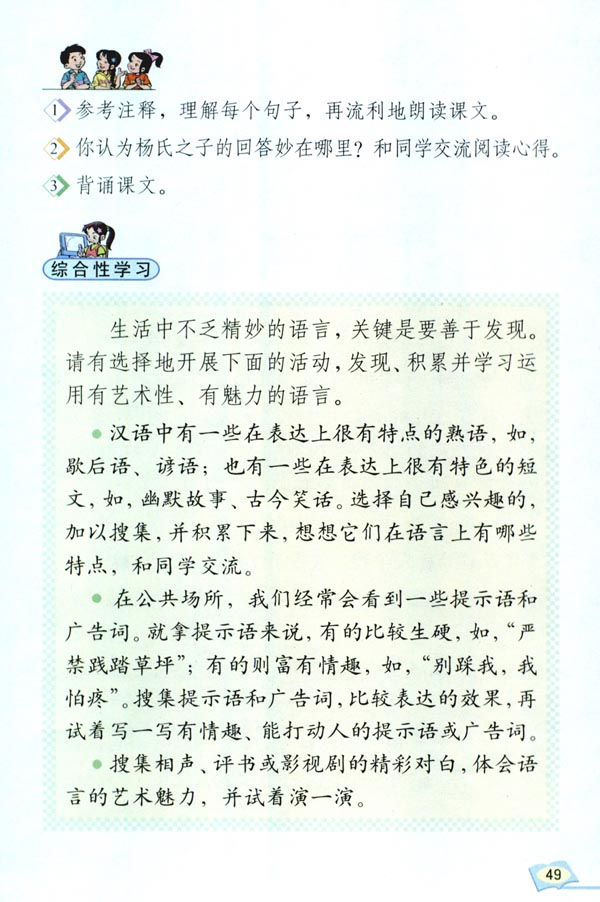 1 参考注释，理解每个句子，再流利地朗读课文。
2 你认为杨氏之子的回答妙在哪里？和同学交流阅读心得。
3 背诵课文。
综合性学习
生活中不乏精妙的语言，关键是要善于发现。
请有选择地开展下面的活动，发现、积累并学习运
用有艺术性、有魅力的语言。
● 汉语中有一些在表达上很有特点的熟语，如，
歇后语、谚语；也有一些在表达上很有特色的短
文，如，幽默故事、古今笑话。选择自己感兴趣的，
加以搜集，并积累下来，想想它们在语言上有哪些
特点，和同学交流。
● 在公共场所，我们经常会看到一些提示语和
广告词。就拿提示语来说，有的比较生硬，如，“严
禁践踏草坪”；有的则富有情趣，如，“别踩我，我
怕疼”。搜集提示语和广告词，比较表达的效果，再
试着写一写有情趣、能打动人的提示语或广告词。
● 搜集相声、评书或影视剧的精彩对白，体会语
言的艺术魅力，并试着演一演。
49